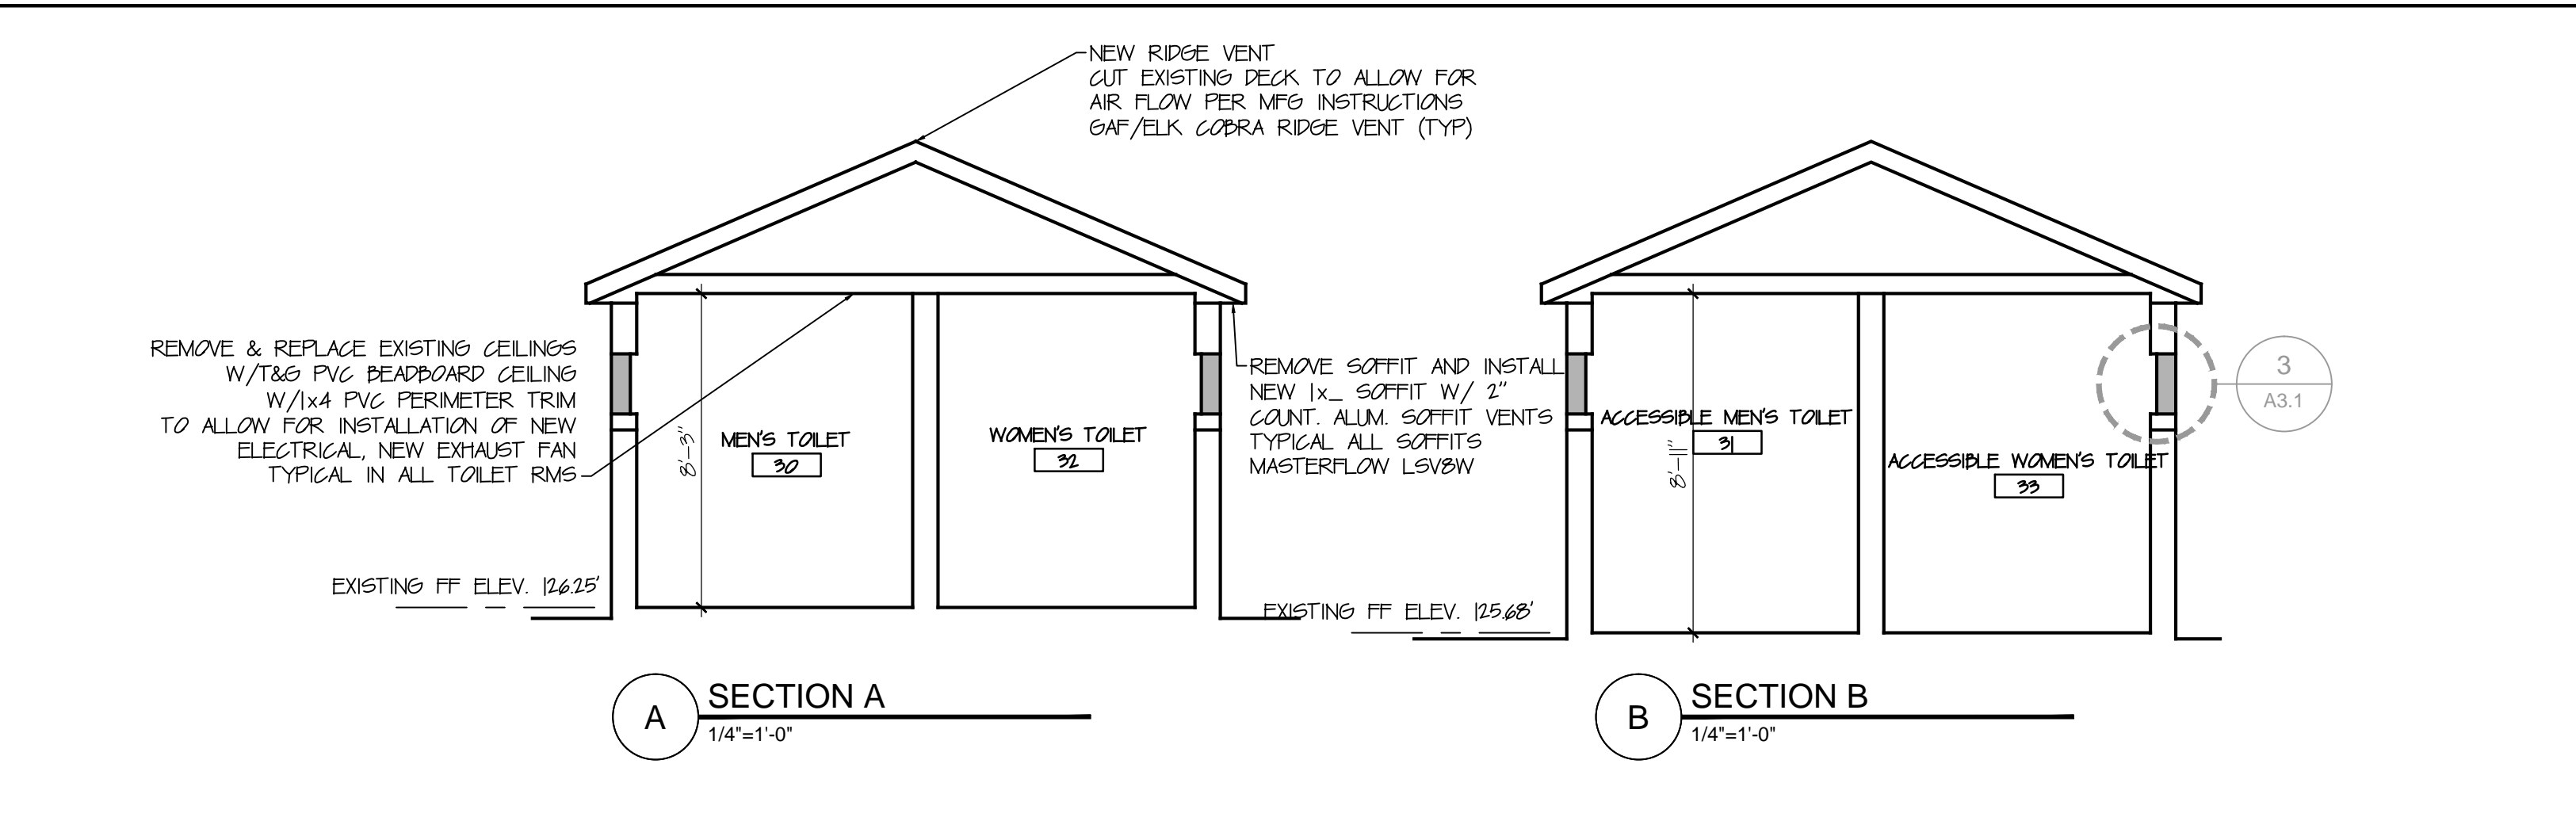 NEW RIDGE VENT
CUT EXISTING DECK TO ALLOW FOR
AIR FLOW PER MFG INSTRUCTIONS
GAF/ELK COBRA RIDGE VENT (TYP)
REMOVE & REPLACE EXISTING CEILINGS
W/T&G PVC BEADBOARD CEILING
W/1x4 PVC PERIMETER TRIM
TO ALLOW FOR INSTALLATION OF NEW
ELECTRICAL, NEW EXHAUST FAN
TYPICAL IN ALL TOILET RMS
8'-3"
MEN'S TOILET
30
WOMEN'S TOILET
32
EXISTING FF ELEV. 126.25'
REMOVE SOFFIT AND INSTALL
NEW 1x_ SOFFIT W/ 2"
COUNT. ALUM. SOFFIT VENTS
TYPICAL ALL SOFFITS
MASTERFLOW LSV8W
ACCESSIBLE MEN'S TOILET
31
8'-11"
ACCESSIBLE WOMEN'S TOILET
33
3
A3.1
EXISTING FF ELEV. 125.68'
A
SECTION A
1/4"=1'-0"
B
SECTION B
1/4"=1'-0"